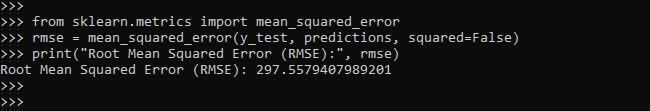 >>>
>>> from sklearn.metrics import mean_squared_error
>>> rmse = mean_squared_error(y_test, predictions, squared=False)
>>> print("Root Mean Squared Error (RMSE):", rmse)
Root Mean Squared Error (RMSE): 297.5579407989201
>>>
>>>